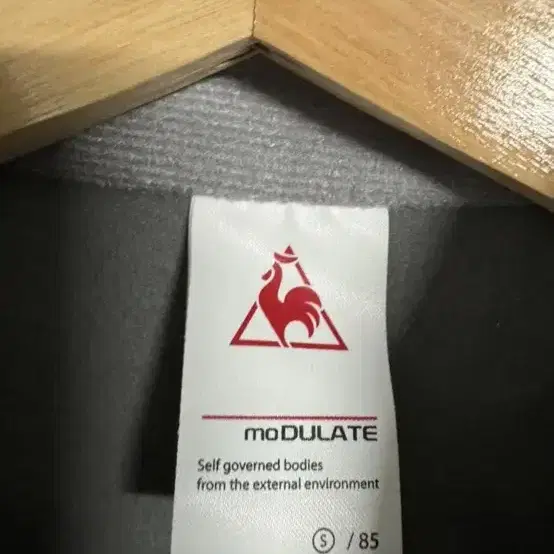 moDULATE
Self governed bodies
from the external environment
Ⓢ / 85